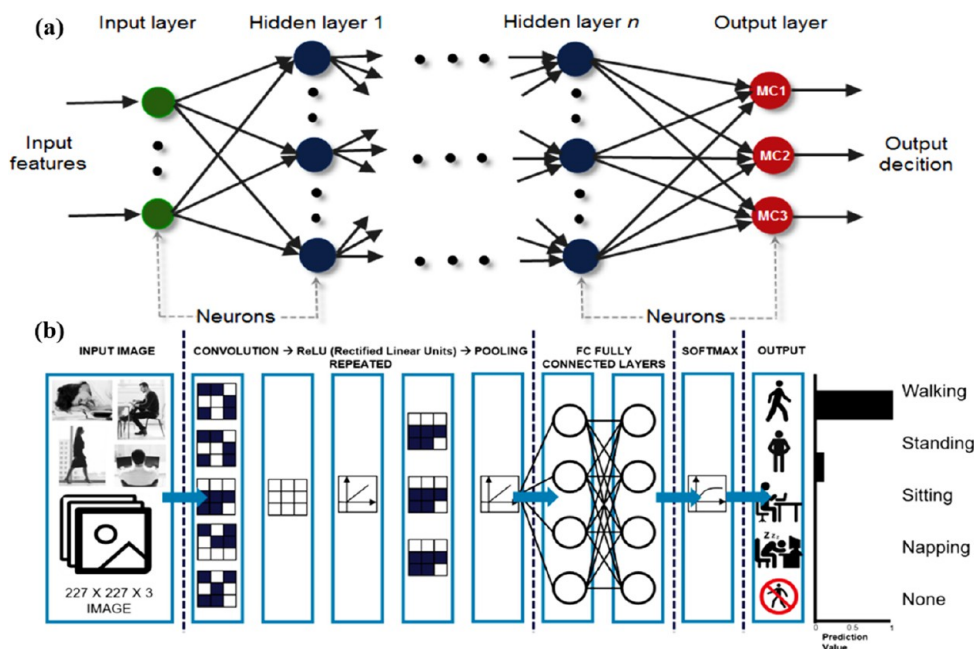 (a)
Input layer
Hidden layer 1
Hidden layer n
Output layer
Input
features
MC1
MC2
MC3
Output
decition
Neurons
Neurons
(b)
INPUT IMAGE
CONVOLUTION → ReLU (Rectified Linear Units) → POOLING
REPEATED
FC FULLY
CONNECTED LAYERS
SOFTMAX
OUTPUT
227 X 227 X 3
IMAGE
Zzz
Walking
Standing
Sitting
Napping
None
0 0.5 1
Prediction
Value